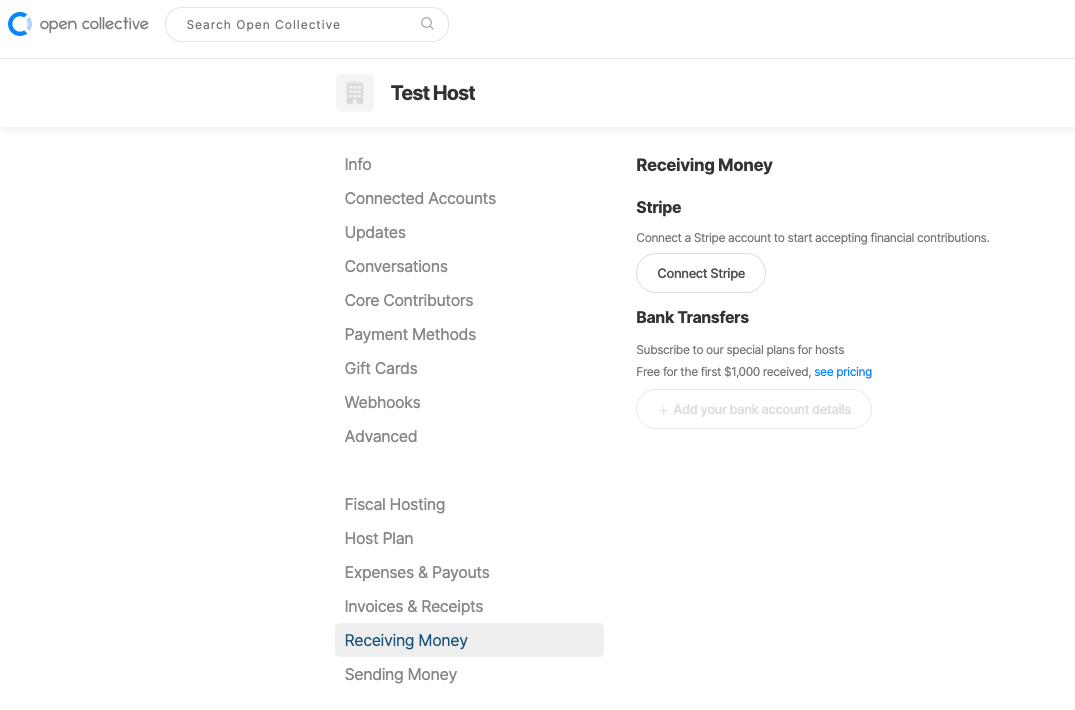 open collective
Search Open Collective
Test Host
Info
Connected Accounts
Updates
Conversations
Core Contributors
Payment Methods
Gift Cards
Webhooks
Advanced
Fiscal Hosting
Host Plan
Expenses & Payouts
Invoices & Receipts
Receiving Money
Sending Money
Receiving Money
Stripe
Connect a Stripe account to start accepting financial contributions.
Connect Stripe
Bank Transfers
Subscribe to our special plans for hosts
Free for the first $1,000 received, see pricing
+ Add your bank account details